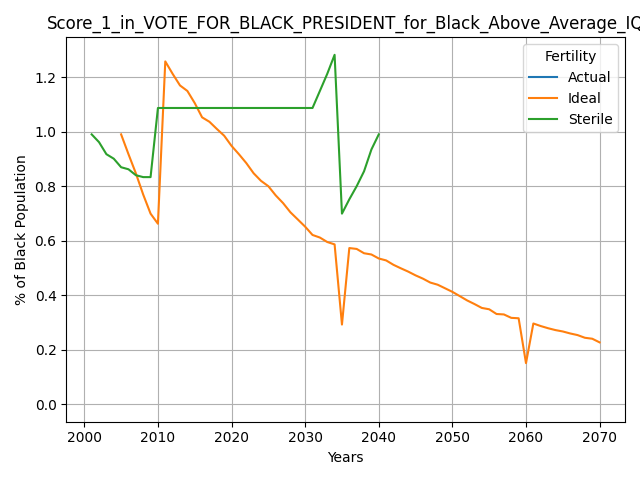 Score_1_in_VOTE_FOR_BLACK_PRESIDENT_for_Black_Above_Average_IQ
Fertility
Actual
Ideal
Sterile
% of Black Population
1.2
1.0
0.8
0.6
0.4
0.2
0.0
2000 2010 2020 2030 2040 2050 2060 2070
Years